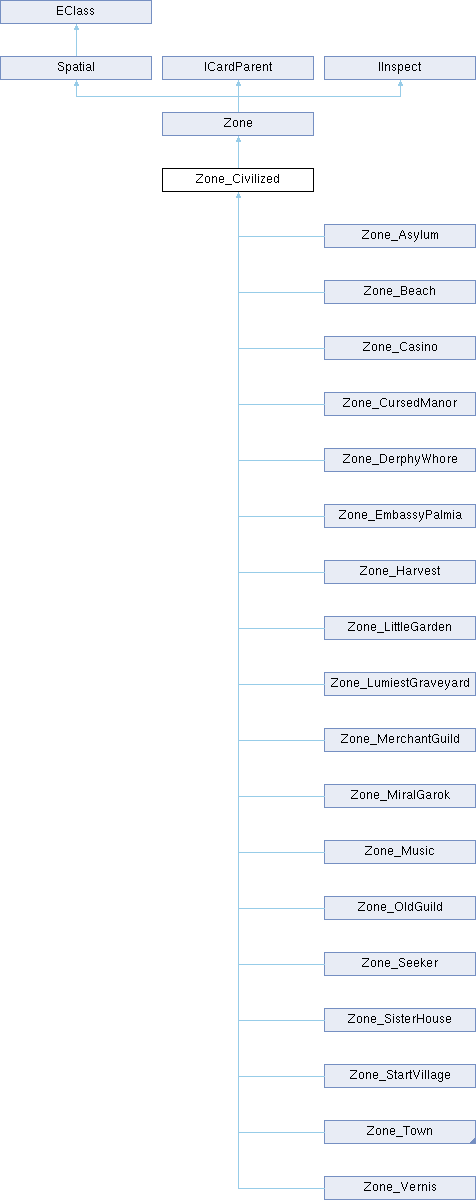 EClass
Spatial
ICardParent
IInspect
Zone
Zone_Civilized
Zone_Asylum
Zone_Beach
Zone_Casino
Zone_CursedManor
Zone_DerphyWhore
Zone_EmbassyPalmia
Zone_Harvest
Zone_LittleGarden
Zone_LumiestGraveyard
Zone_MerchantGuild
Zone_MiralGarok
Zone_Music
Zone_OldGuild
Zone_Seeker
Zone_SisterHouse
Zone_StartVillage
Zone_Town
Zone_Vernis